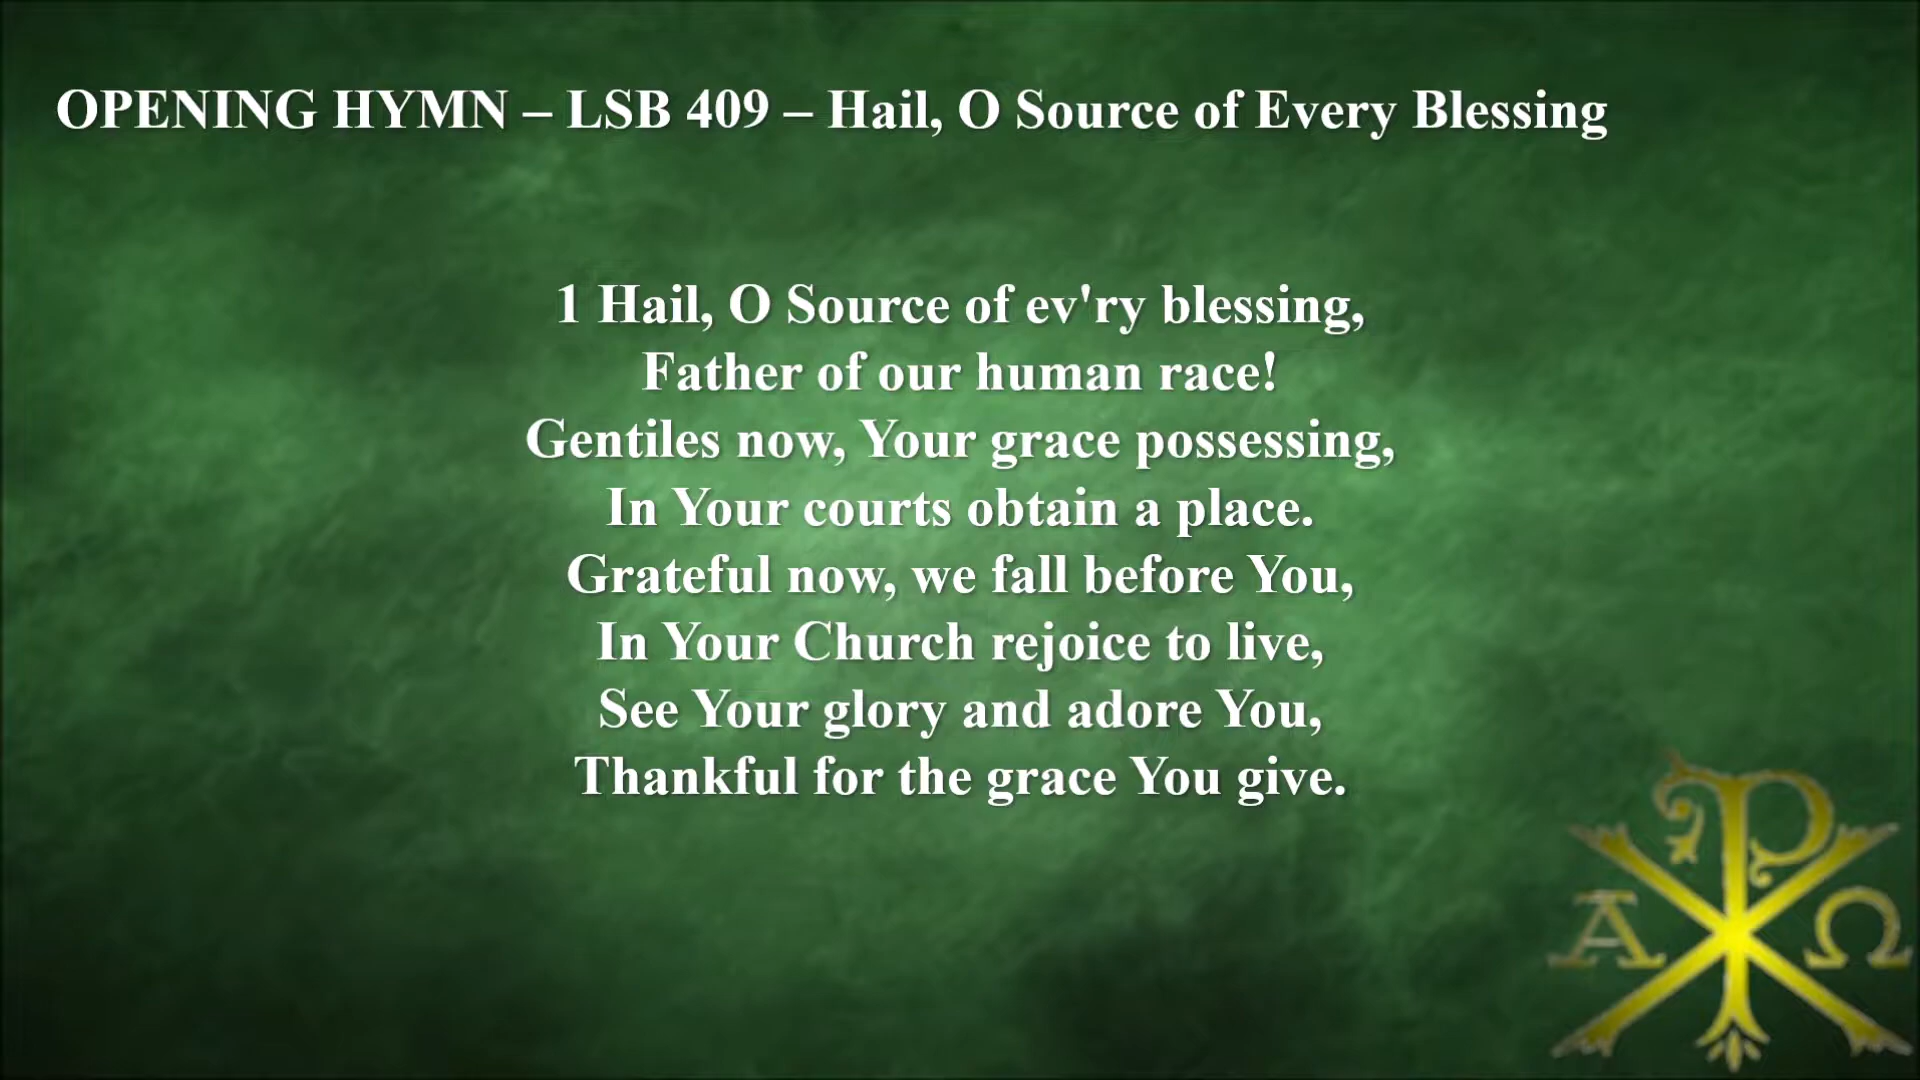 OPENING HYMN – LSB 409 – Hail, O Source of Every Blessing
1 Hail, O Source of ev'ry blessing,
Father of our human race!
Gentiles now, Your grace possessing,
In Your courts obtain a place.
Grateful now, we fall before You,
In Your Church rejoice to live,
See Your glory and adore You,
Thankful for the grace You give.
Α Ω